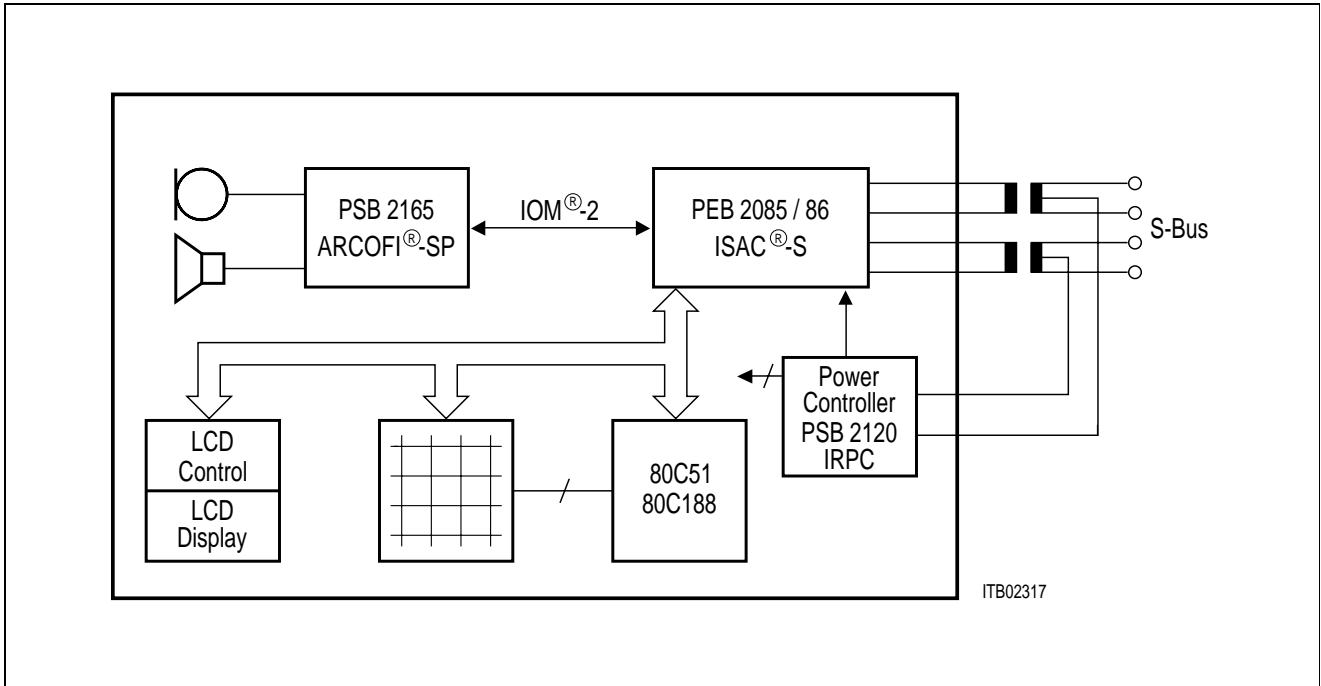 PSB 2165
ARCOFI®-SP
IOM®-2
PEB 2085 / 86
ISAC®-S
S-Bus
Power
Controller
PSB 2120
IRPC
LCD
Control
LCD
Display
80C51
80C188
ITB02317